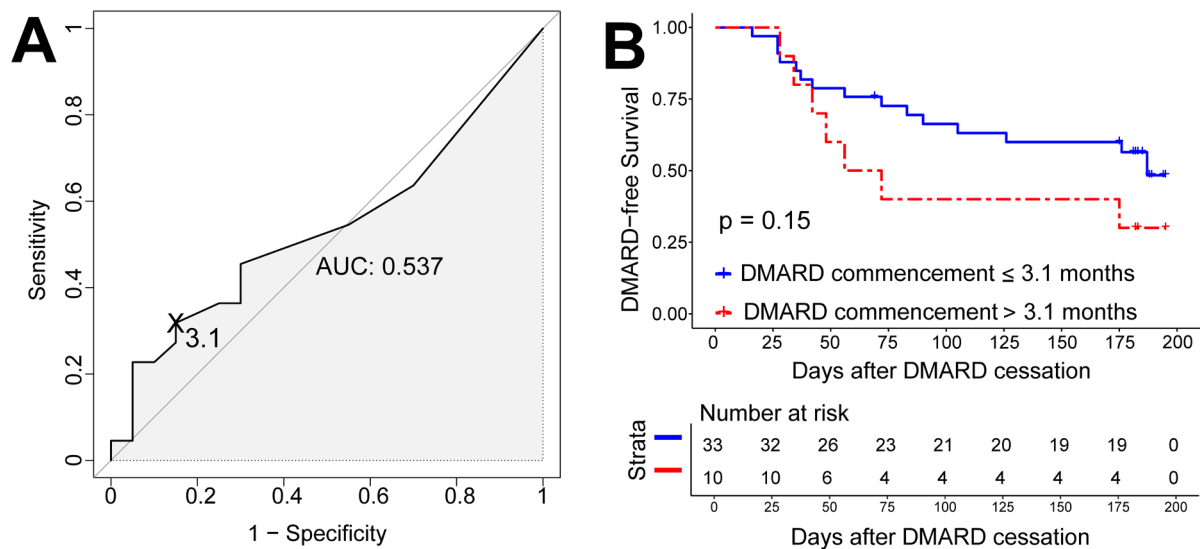 A
Sensitivity
1
0.8
0.6
0.4
0.2
0
AUC: 0.537
X
3.1
0 0.2 0.4 0.6 0.8 1
1 − Specificity
B
DMARD−free Survival
1.00
0.75
0.50
0.25
0.00
p = 0.15
DMARD commencement ≤ 3.1 months
DMARD commencement > 3.1 months
0 25 50 75 100 125 150 175 200
Days after DMARD cessation
Number at risk
Strata
33 32 26 23 21 20 19 19 0
10 10 6 4 4 4 4 4 0
0 25 50 75 100 125 150 175 200
Days after DMARD cessation